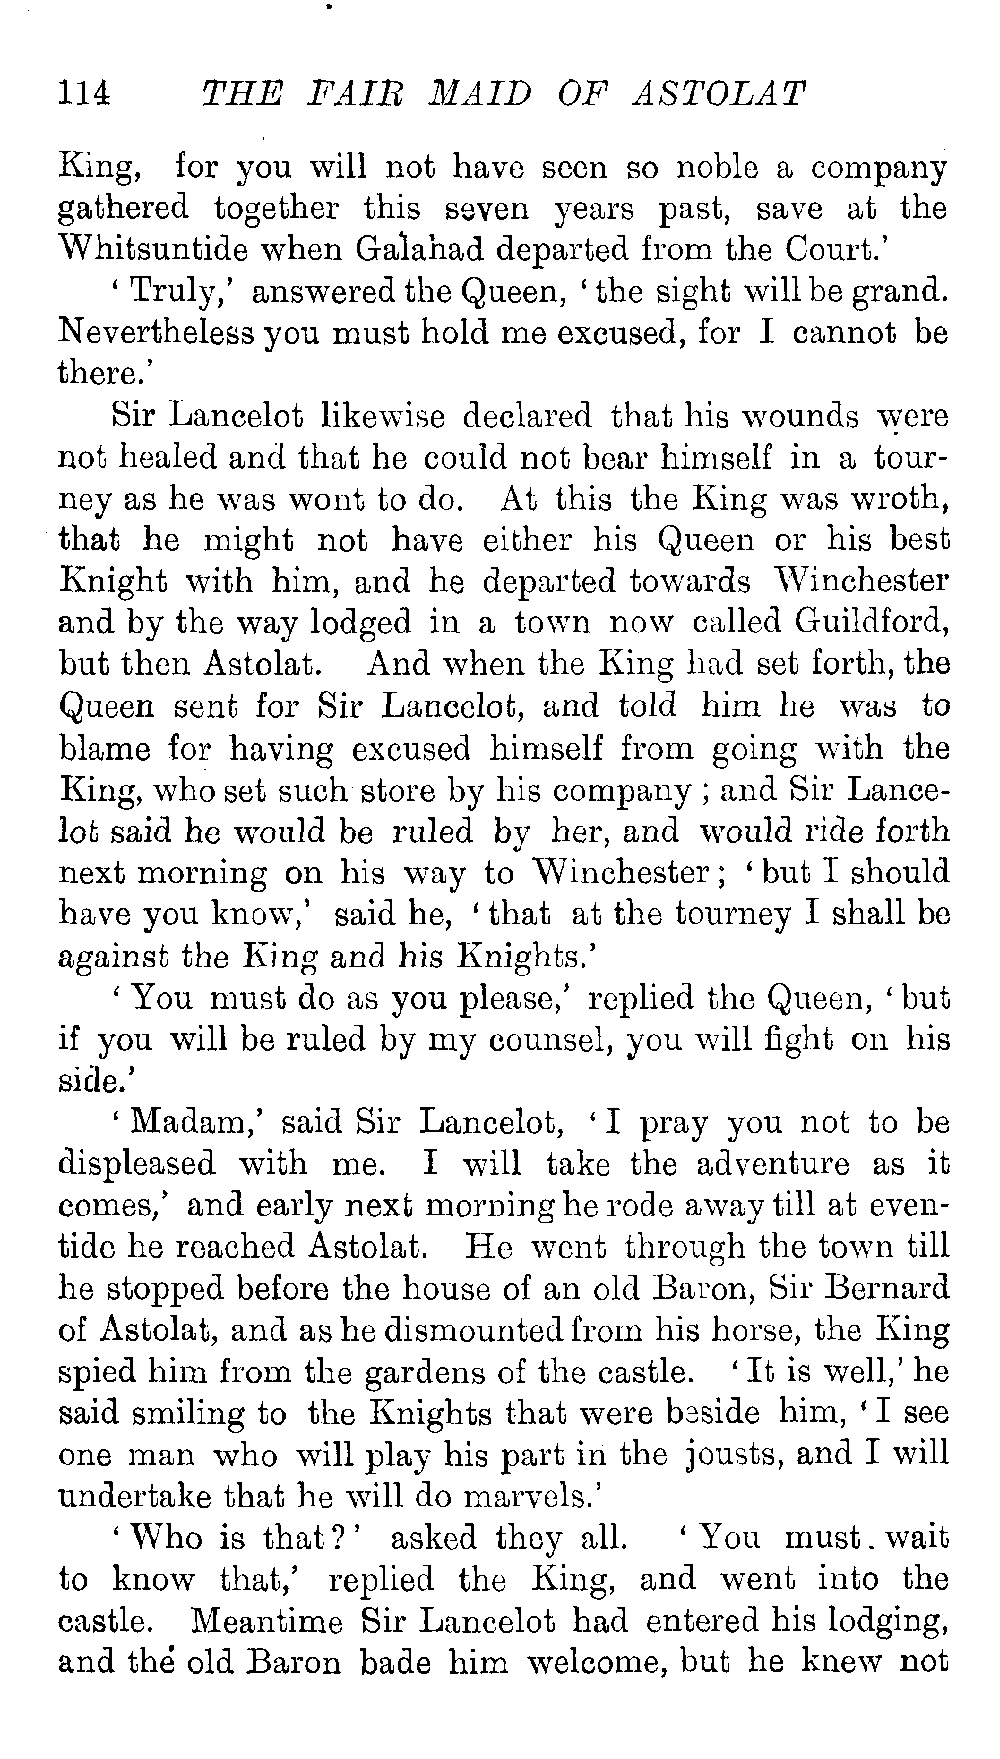 114 THE FAIR MAID OF ASTOLAT
King, for you will not have seen so noble a company
gathered together this seven years past, save at the
Whitsuntide when Galahad departed from the Court.’
‘Truly,’ answered the Queen, ‘the sight will be grand.
Nevertheless you must hold me excused, for I cannot be
there.’
Sir Lancelot likewise declared that his wounds were
not healed and that he could not bear himself in a tour-
ney as he was wont to do. At this the King was wroth,
that he might not have either his Queen or his best
Knight with him, and he departed towards Winchester
and by the way lodged in a town now called Guildford,
but then Astolat. And when the King had set forth, the
Queen sent for Sir Lancelot, and told him he was to
blame for having excused himself from going with the
King, who set such store by his company; and Sir Lance-
lot said he would be ruled by her, and would ride forth
next morning on his way to Winchester; ‘but I should
have you know,’ said he, ‘that at the tourney I shall be
against the King and his Knights.’
‘You must do as you please,’ replied the Queen, ‘but
if you will be ruled by my counsel, you will fight on his
side.’
‘Madam,’ said Sir Lancelot, ‘I pray you not to be
displeased with me. I will take the adventure as it
comes,’ and early next morning he rode away till at even-
tide he reached Astolat. He went through the town till
he stopped before the house of an old Baron, Sir Bernard
of Astolat, and as he dismounted from his horse, the King
spied him from the gardens of the castle. ‘It is well,’ he
said smiling to the Knights that were beside him, ‘I see
one man who will play his part in the jousts, and I will
undertake that he will do marvels.’
‘Who is that?’ asked they all. ‘You must wait
to know that,’ replied the King, and went into the
castle. Meantime Sir Lancelot had entered his lodging,
and the old Baron bade him welcome, but he knew not